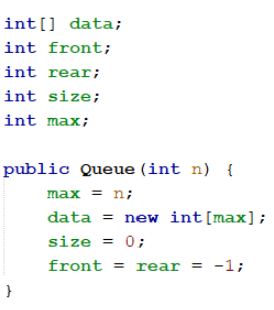 int[] data;
int front;
int rear;
int size;
int max;
public Queue(int n) {
    max = n;
    data = new int[max];
    size = 0;
    front = rear = -1;
}